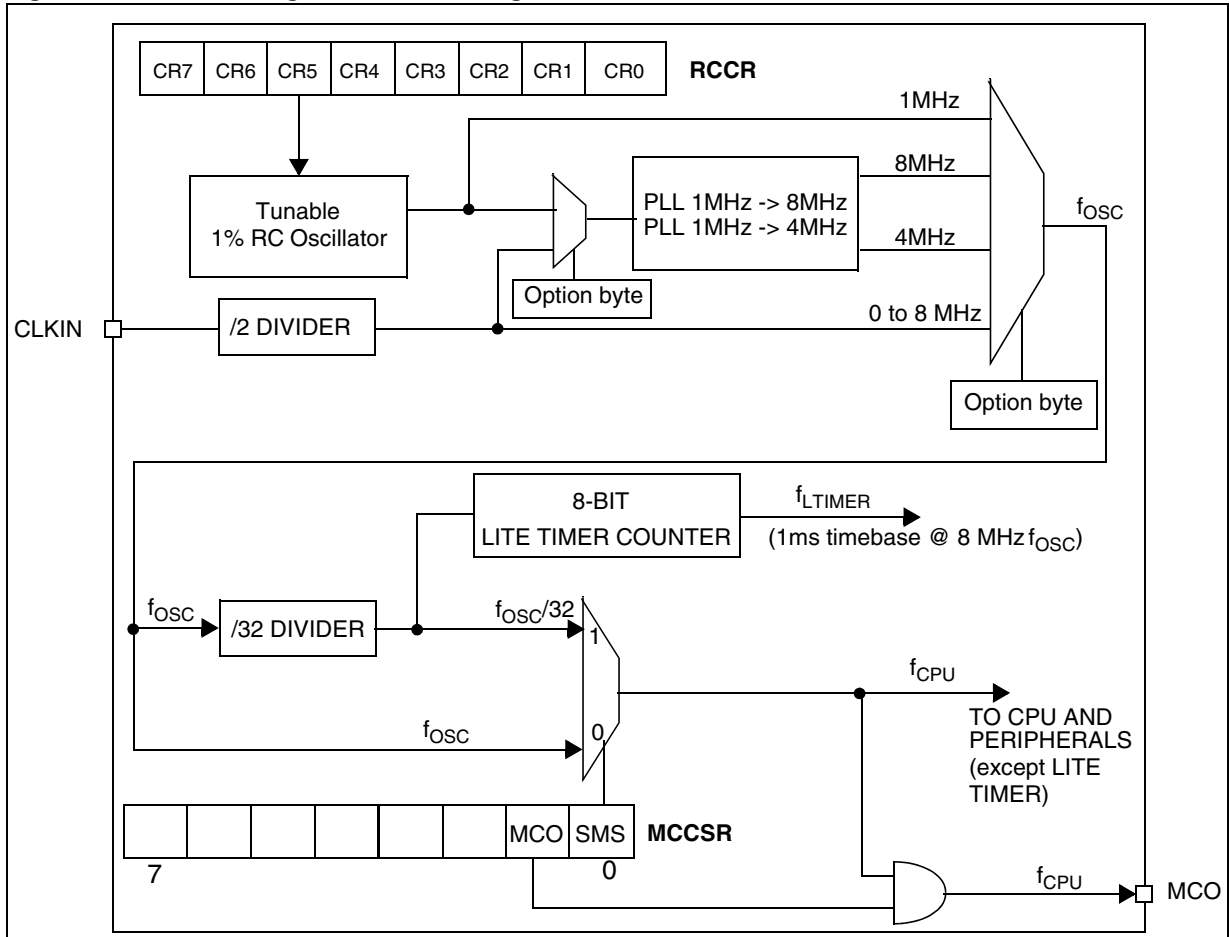 CR7 CR6 CR5 CR4 CR3 CR2 CR1 CR0 RCCR
1MHz
8MHz
Tunable
1% RC Oscillator
PLL 1MHz -> 8MHz
PLL 1MHz -> 4MHz
fOSC
4MHz
Option byte
CLKIN
/2 DIVIDER
0 to 8 MHz
Option byte
8-BIT
LITE TIMER COUNTER
fLTIMER
(1ms timebase @ 8 MHz fOSC)
fOSC
/32 DIVIDER
fOSC/32
1
fCPU
TO CPU AND
PERIPHERALS
(except LITE
TIMER)
fOSC
0
MCO SMS MCCSR
7 0
fCPU
MCO